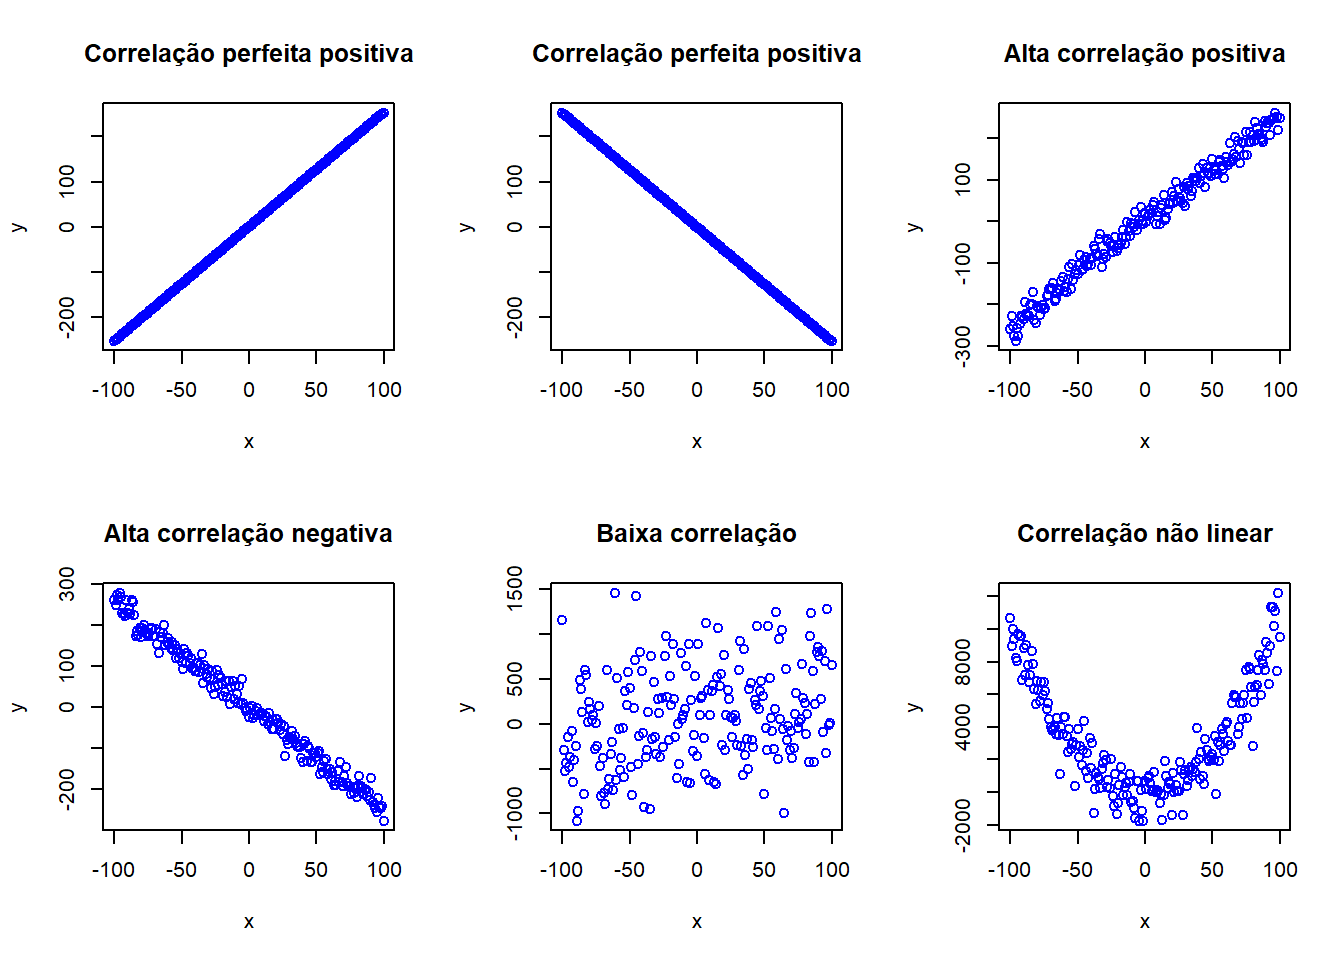 Correlação perfeita positiva
y
100
0
-200
-100 -50 0 50 100
x
Correlação perfeita positiva
y
100
0
-200
-100 -50 0 50 100
x
Alta correlação positiva
y
100
-100
-300
-100 -50 0 50 100
x
Alta correlação negativa
y
300
100
0
-200
-100 -50 0 50 100
x
Baixa correlação
y
1500
500
0
-1000
-100 -50 0 50 100
x
Correlação não linear
y
8000
4000
-2000
-100 -50 0 50 100
x